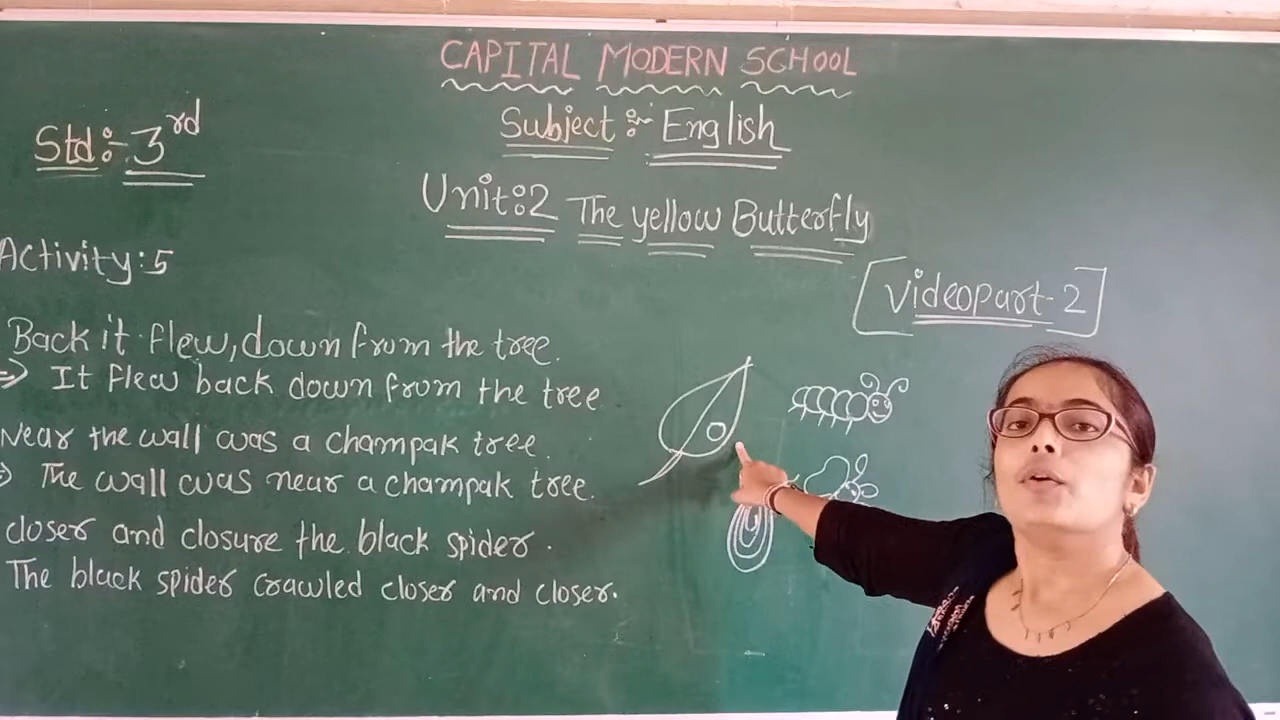 CAPITAL MODERN SCHOOL
Subject :- English
Std :- 3rd
Unit : 2 The yellow Butterfly
Activity : 5
Video part - 2
Back it flew, down from the tree.
=> It flew back down from the tree
Near the wall was a champak tree.
The wall was near a champak tree.
closer and closure the black spider.
The black spider crawled closer and closer.